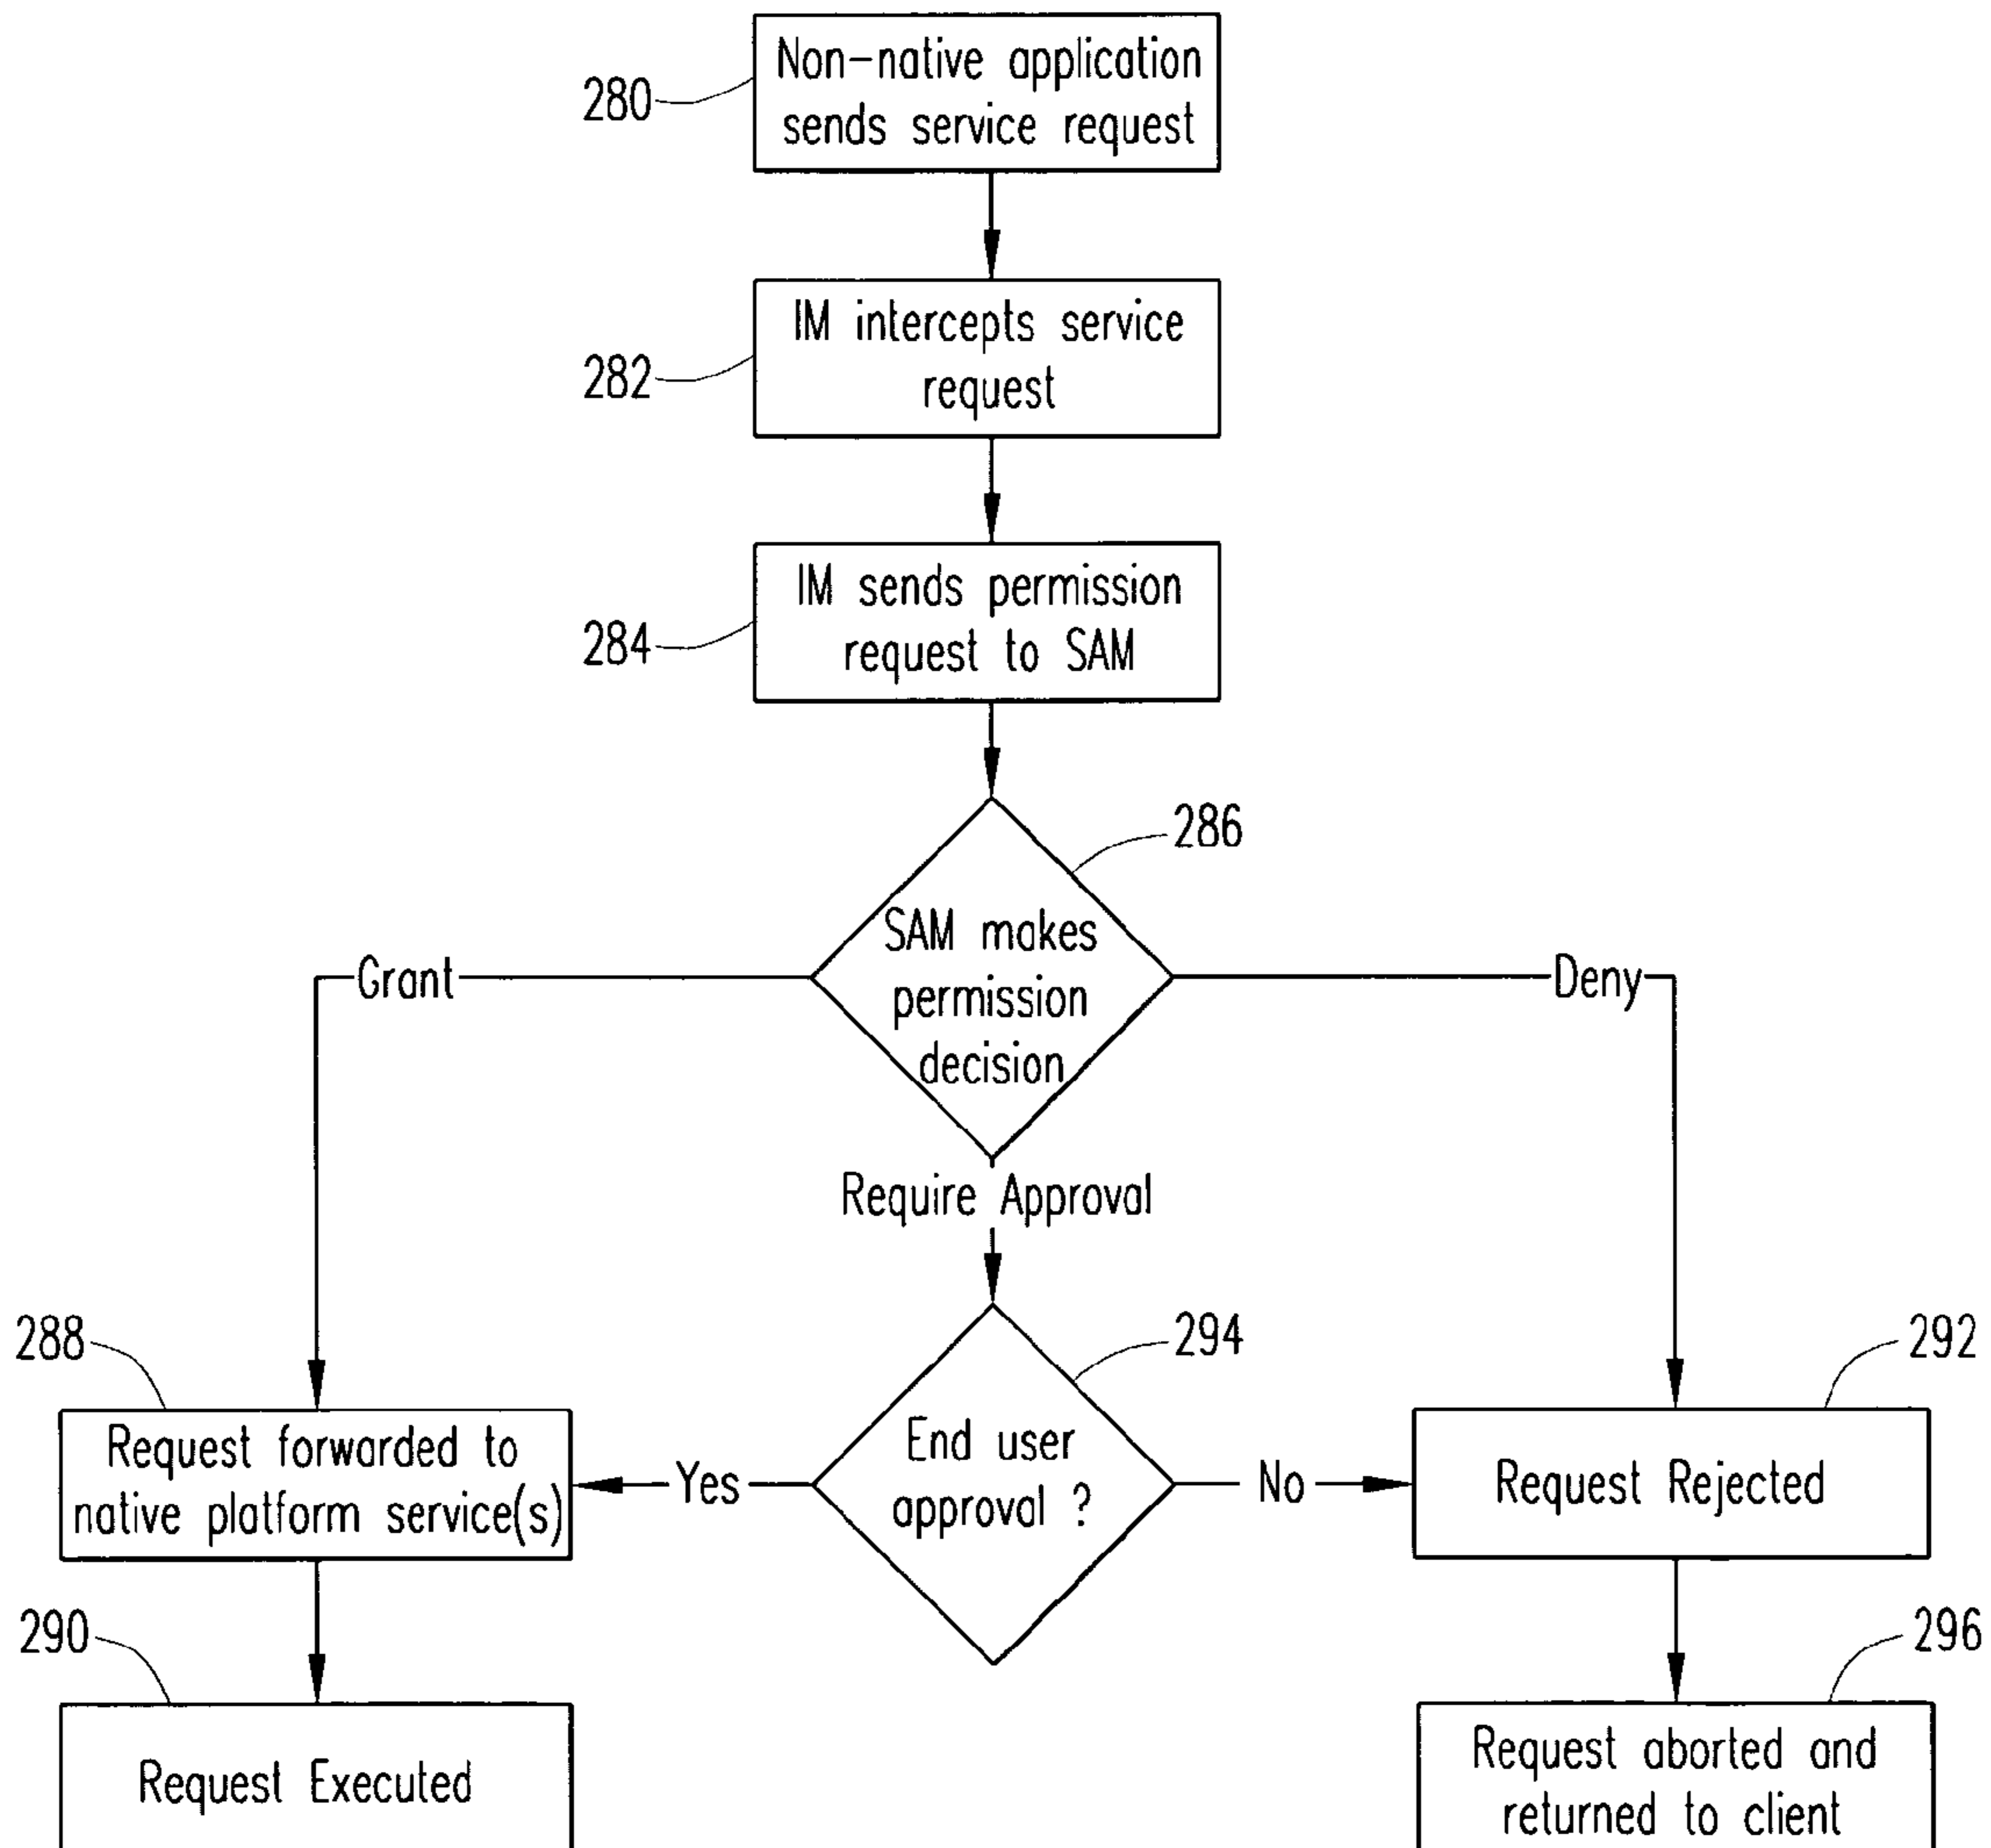 Non-native application
sends service request
280
IM intercepts service
request
282
IM sends permission
request to SAM
284
286
SAM makes
permission
decision
Grant
Deny
Require Approval
288
294
292
Request forwarded to
native platform service(s)
Yes
End user
approval ?
No
Request Rejected
290
296
Request Executed
Request aborted and
returned to client